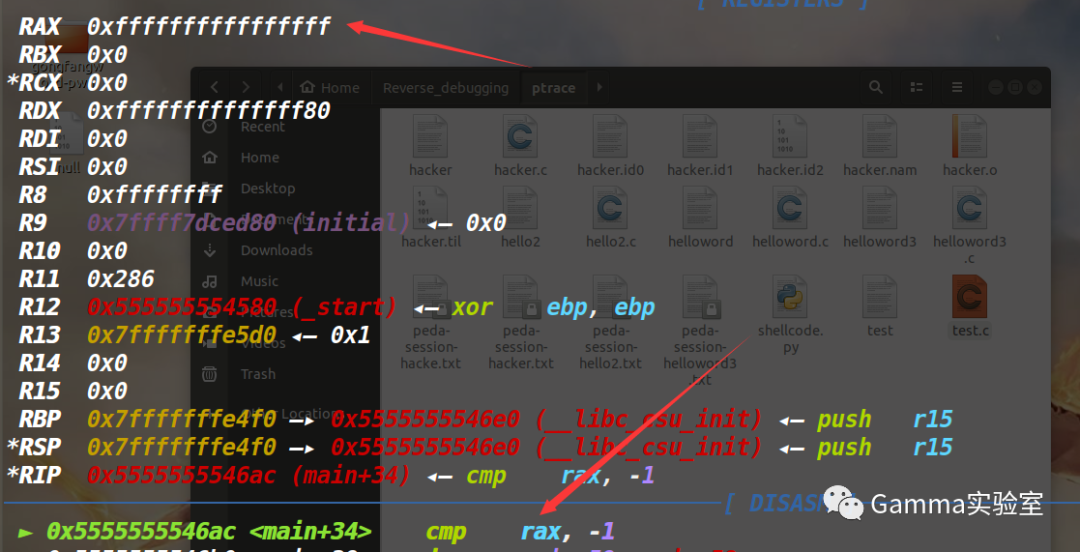 [ REGISTERS ]
RAX 0xffffffffffffffff
RBX 0x0
*RCX 0x0
RDX 0xffffffffffffff80
RDI 0x0
RSI 0x0
R8 0xffffffff
R9 0x7ffff7dced80 (initial) ◂— 0x0
R10 0x0
R11 0x286
R12 0x555555554580 (_start) ◂— xor ebp, ebp
R13 0x7fffffffe5d0 ◂— 0x1
R14 0x0
R15 0x0
RBP 0x7fffffffe4f0 —▸ 0x5555555546e0 (__libc_csu_init) ◂— push r15
*RSP 0x7fffffffe4f0 —▸ 0x5555555546e0 (__libc_csu_init) ◂— push r15
*RIP 0x5555555546ac (main+34) ◂— cmp rax, -1
[ DISASM
► 0x5555555546ac <main+34> cmp rax, -1
null
Home Reverse_debugging ptrace
Recent
Home
Desktop
Documents
Downloads
Music
Pictures
Videos
Trash
Other Locations
hacker hacker.c hacker.id0 hacker.id1 hacker.id2 hacker.nam hacker.o
hacker.til hello2 hello2.c helloword helloword.c helloword3 helloword3
.c
peda- peda- peda- peda- shellcode. test test.c
session- session- session- session- py
hacke.txt hacker.txt hello2.txt helloword3
.txt
Gamma实验室